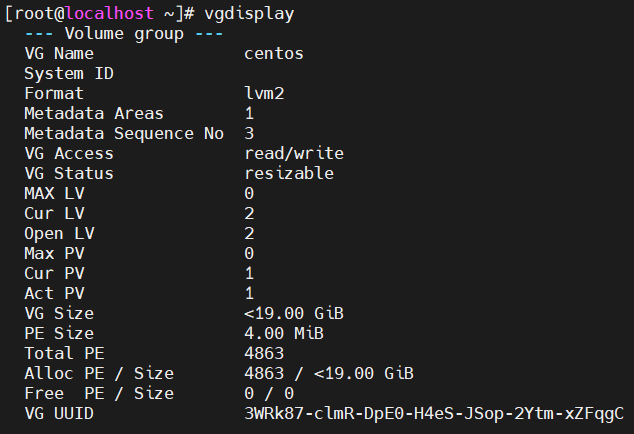 [root@localhost ~]# vgdisplay
  --- Volume group ---
  VG Name               centos
  System ID
  Format                lvm2
  Metadata Areas        1
  Metadata Sequence No  3
  VG Access             read/write
  VG Status             resizable
  MAX LV                0
  Cur LV                2
  Open LV               2
  Max PV                0
  Cur PV                1
  Act PV                1
  VG Size               <19.00 GiB
  PE Size               4.00 MiB
  Total PE              4863
  Alloc PE / Size       4863 / <19.00 GiB
  Free  PE / Size       0 / 0
  VG UUID               3WRk87-clmR-DpE0-H4eS-JSop-2Ytm-xZFqgC